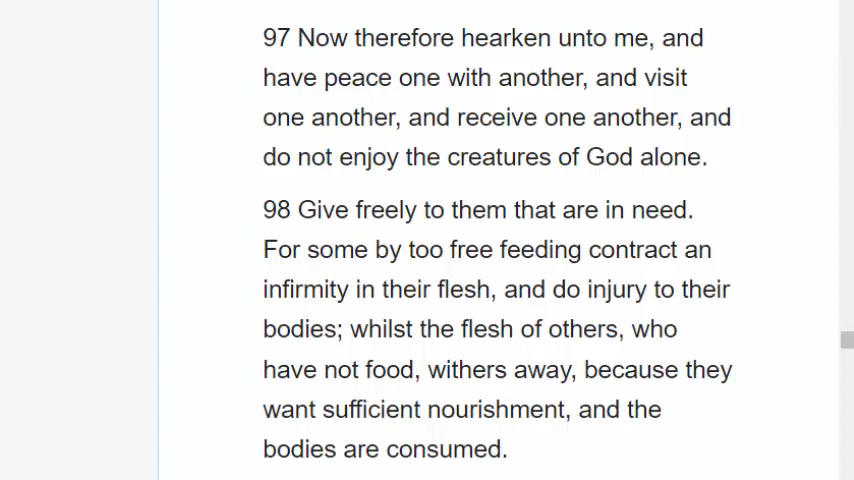 97 Now therefore hearken unto me, and
have peace one with another, and visit
one another, and receive one another, and
do not enjoy the creatures of God alone.
98 Give freely to them that are in need.
For some by too free feeding contract an
infirmity in their flesh, and do injury to their
bodies; whilst the flesh of others, who
have not food, withers away, because they
want sufficient nourishment, and the
bodies are consumed.